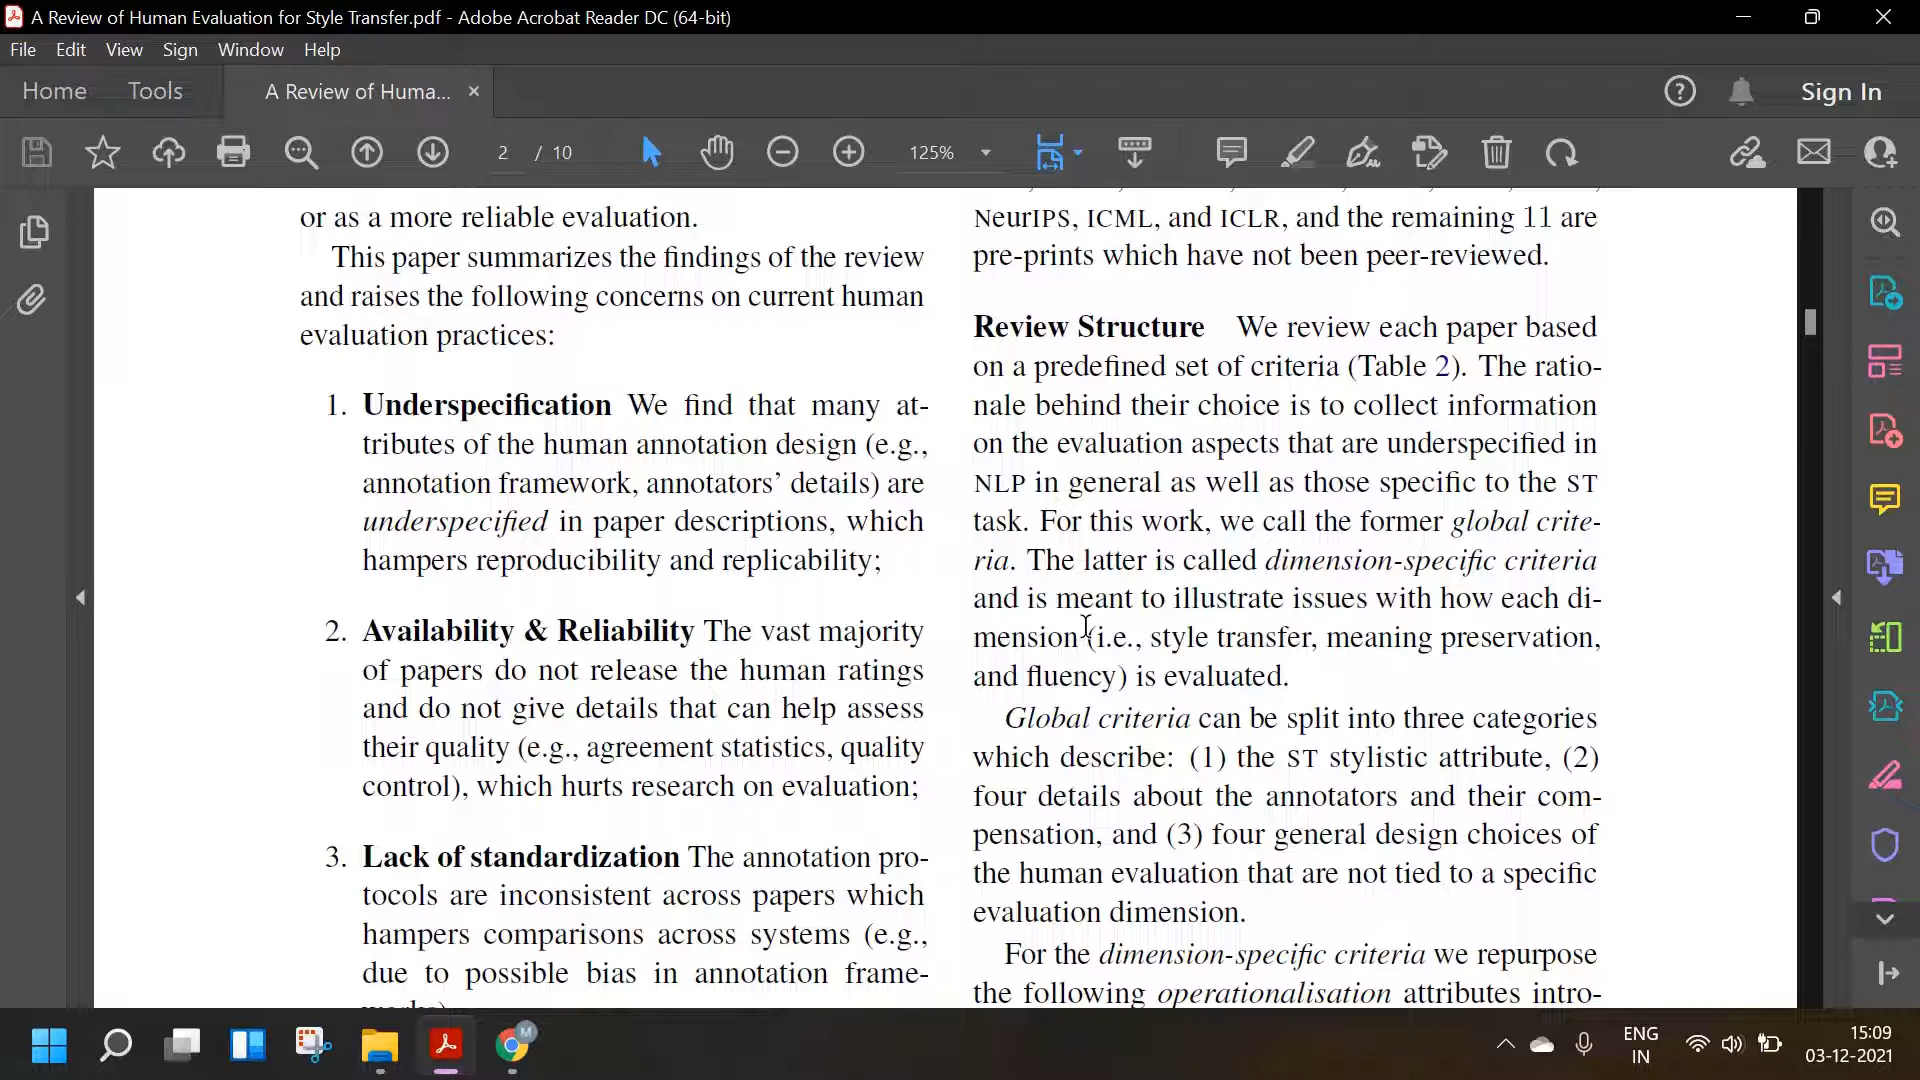 A Review of Human Evaluation for Style Transfer.pdf - Adobe Acrobat Reader DC (64-bit)
File Edit View Sign Window Help
Home Tools A Review of Huma... Sign In
2 / 10 125%
or as a more reliable evaluation.
This paper summarizes the findings of the review
and raises the following concerns on current human
evaluation practices:
1. Underspecification We find that many at-
tributes of the human annotation design (e.g.,
annotation framework, annotators’ details) are
underspecified in paper descriptions, which
hampers reproducibility and replicability;
2. Availability & Reliability The vast majority
of papers do not release the human ratings
and do not give details that can help assess
their quality (e.g., agreement statistics, quality
control), which hurts research on evaluation;
3. Lack of standardization The annotation pro-
tocols are inconsistent across papers which
hampers comparisons across systems (e.g.,
due to possible bias in annotation frame-
NeurIPS, ICML, and ICLR, and the remaining 11 are
pre-prints which have not been peer-reviewed.
Review Structure We review each paper based
on a predefined set of criteria (Table 2). The ratio-
nale behind their choice is to collect information
on the evaluation aspects that are underspecified in
NLP in general as well as those specific to the ST
task. For this work, we call the former global crite-
ria. The latter is called dimension-specific criteria
and is meant to illustrate issues with how each di-
mension (i.e., style transfer, meaning preservation,
and fluency) is evaluated.
Global criteria can be split into three categories
which describe: (1) the ST stylistic attribute, (2)
four details about the annotators and their com-
pensation, and (3) four general design choices of
the human evaluation that are not tied to a specific
evaluation dimension.
For the dimension-specific criteria we repurpose
the following operationalisation attributes intro-
M
ENG
IN
15:09
03-12-2021